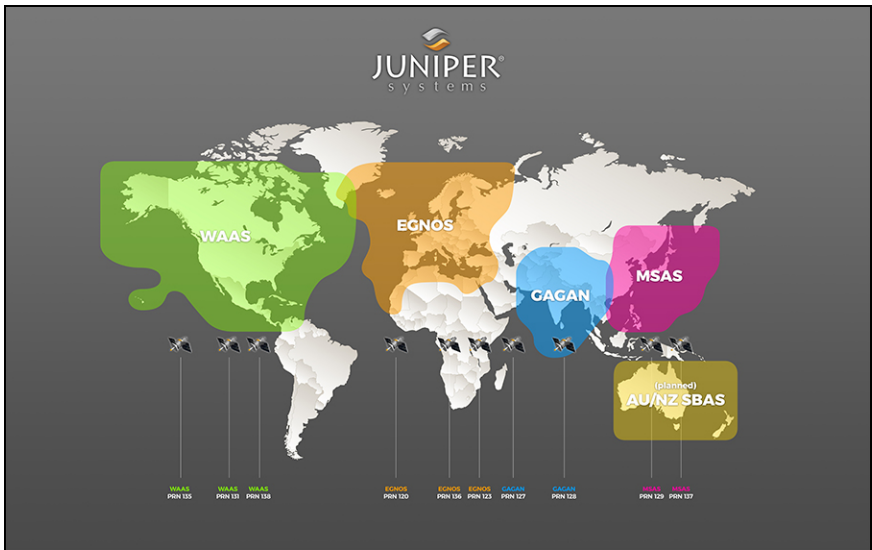 JUNIPER®
systems
WAAS
EGNOS
GAGAN
MSAS
(planned)
AU/NZ SBAS
WAAS
PRN 135
WAAS
PRN 131
WAAS
PRN 138
EGNOS
PRN 120
EGNOS
PRN 136
EGNOS
PRN 123
GAGAN
PRN 127
GAGAN
PRN 128
MSAS
PRN 129
MSAS
PRN 137